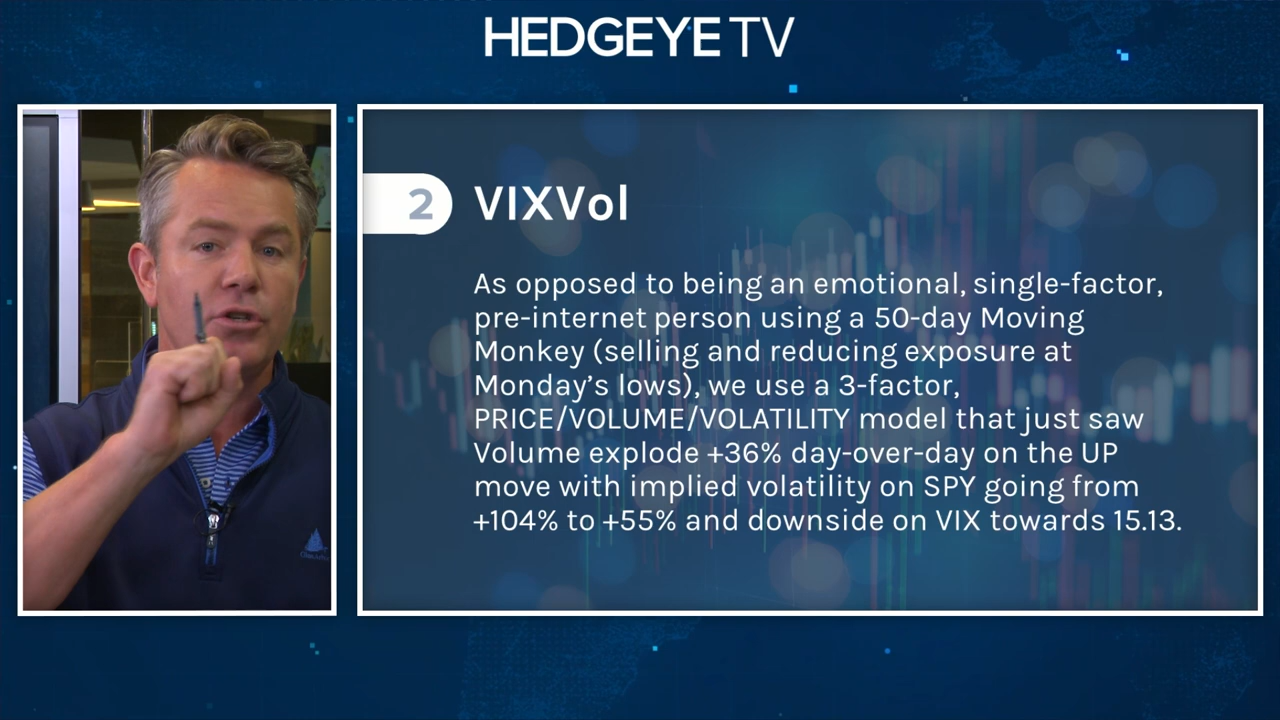 HEDGEYE TV
2
VIXVol
As opposed to being an emotional, single-factor,
pre-internet person using a 50-day Moving
Monkey (selling and reducing exposure at
Monday’s lows), we use a 3-factor,
PRICE/VOLUME/VOLATILITY model that just saw
Volume explode +36% day-over-day on the UP
move with implied volatility on SPY going from
+104% to +55% and downside on VIX towards 15.13.